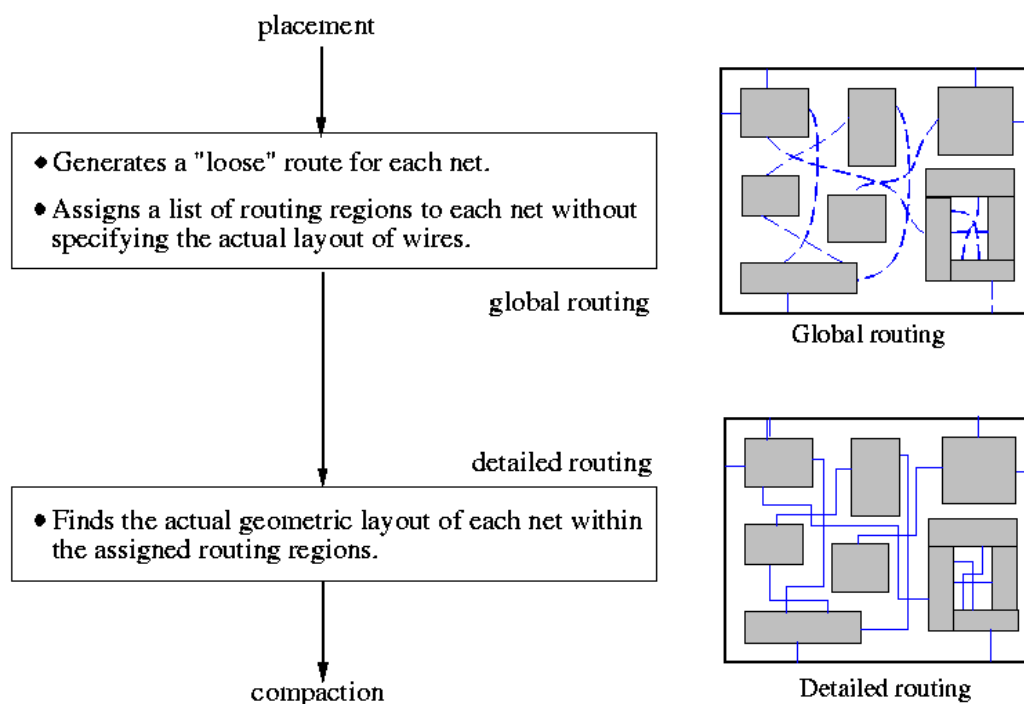 placement
• Generates a "loose" route for each net.
• Assigns a list of routing regions to each net without
specifying the actual layout of wires.
global routing
Global routing
detailed routing
• Finds the actual geometric layout of each net within
the assigned routing regions.
compaction
Detailed routing